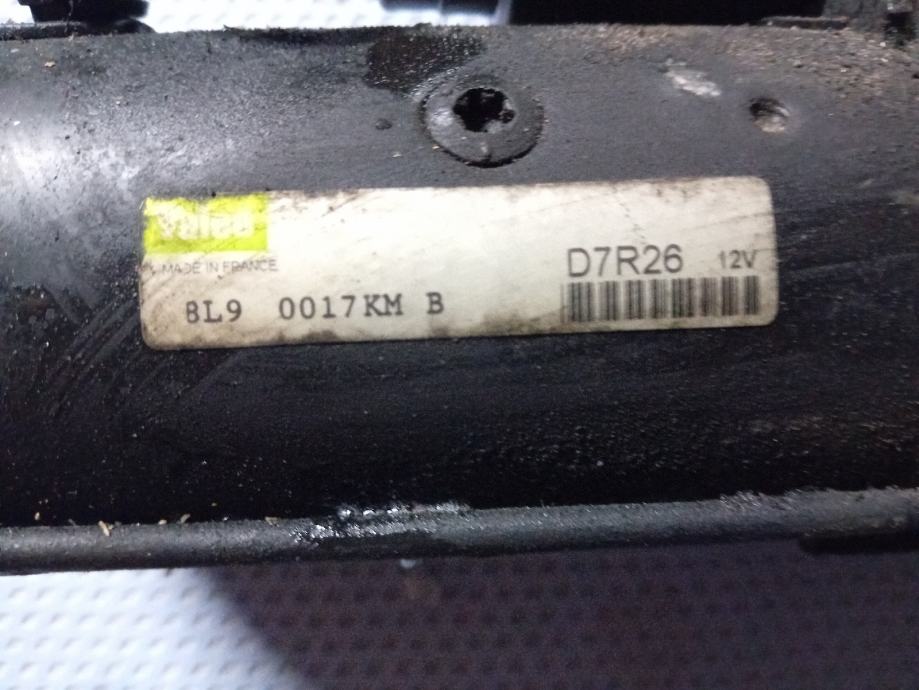 Valeo
MADE IN FRANCE
D7R26 12V
8L9 0017KM B